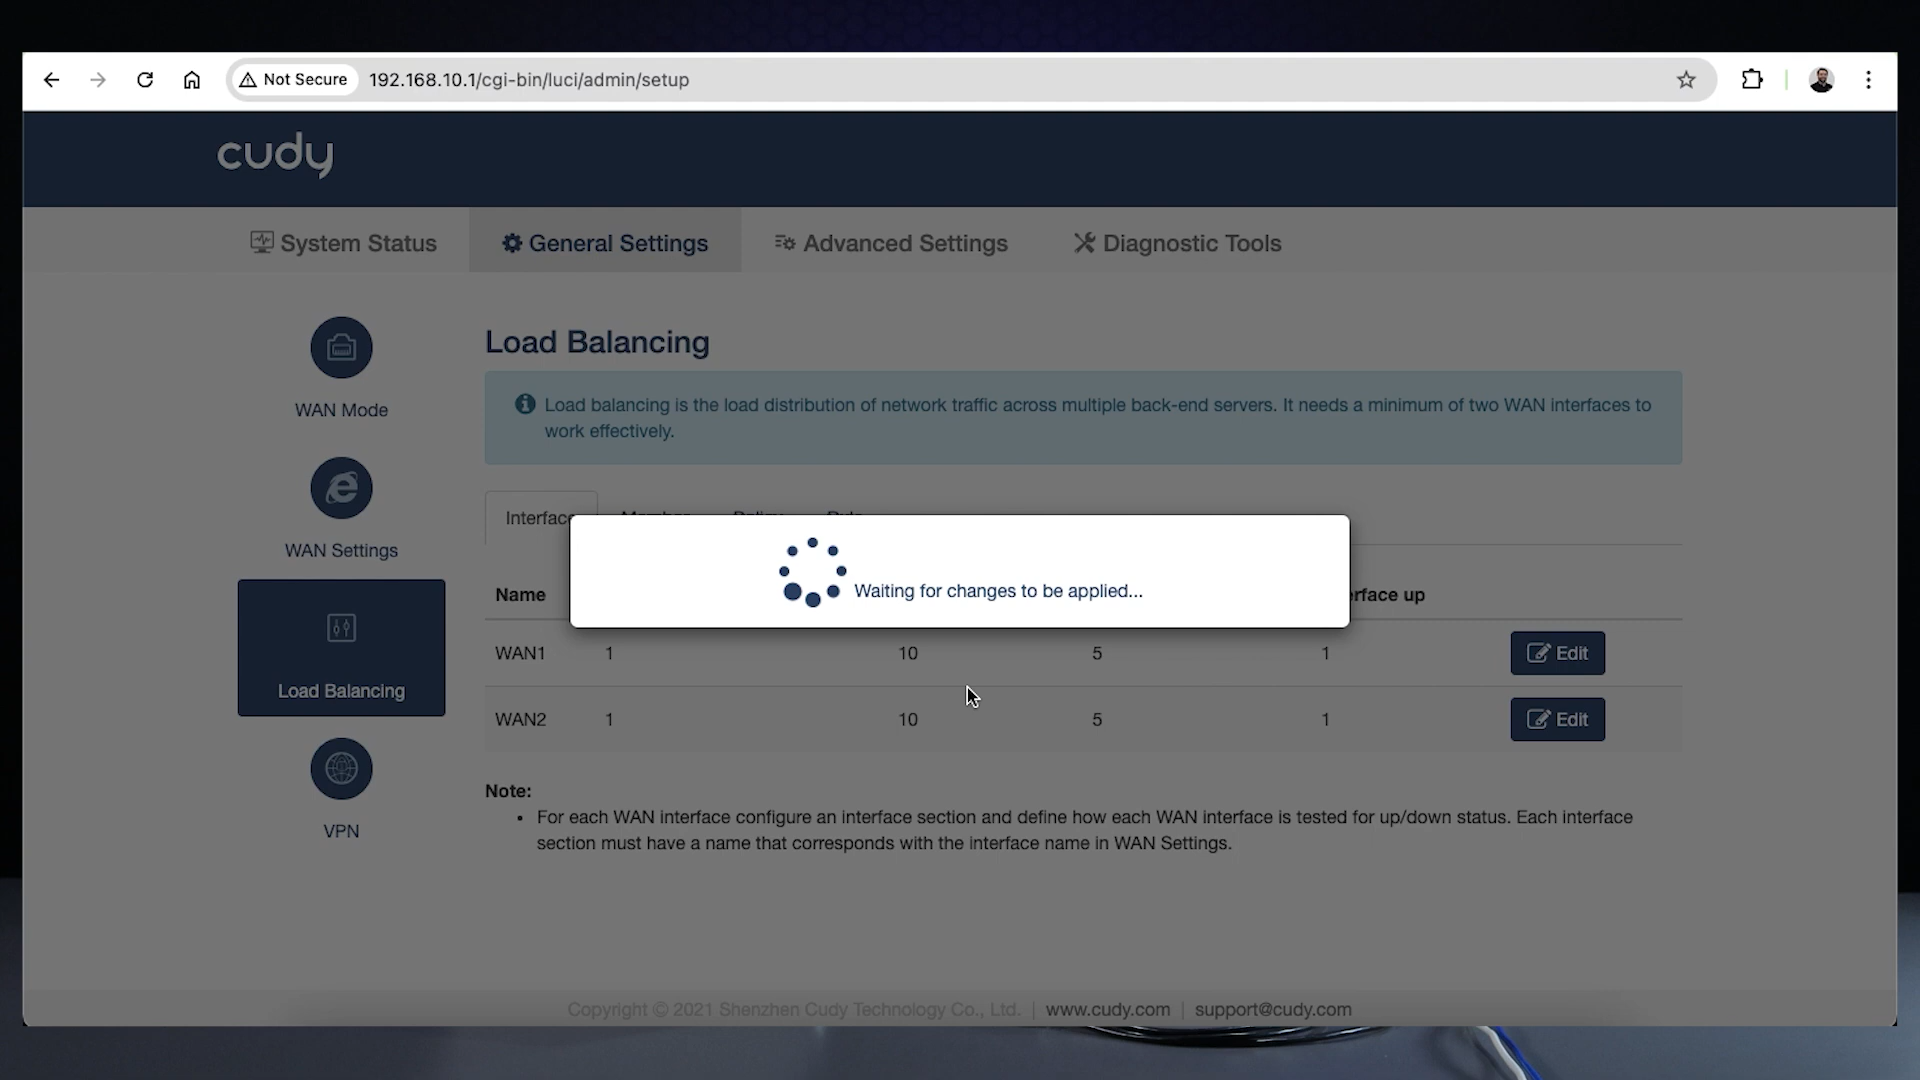 Not Secure 192.168.10.1/cgi-bin/luci/admin/setup
cudy
System Status General Settings Advanced Settings Diagnostic Tools
WAN Mode
WAN Settings
Load Balancing
VPN
Load Balancing
Load balancing is the load distribution of network traffic across multiple back-end servers. It needs a minimum of two WAN interfaces to
work effectively.
Interface Member Policy Rule
Waiting for changes to be applied...
Name up
WAN1 1 10 5 1 Edit
WAN2 1 10 5 1 Edit
Note:
• For each WAN interface configure an interface section and define how each WAN interface is tested for up/down status. Each interface
section must have a name that corresponds with the interface name in WAN Settings.
Copyright © 2021 Shenzhen Cudy Technology Co., Ltd. | www.cudy.com | support@cudy.com